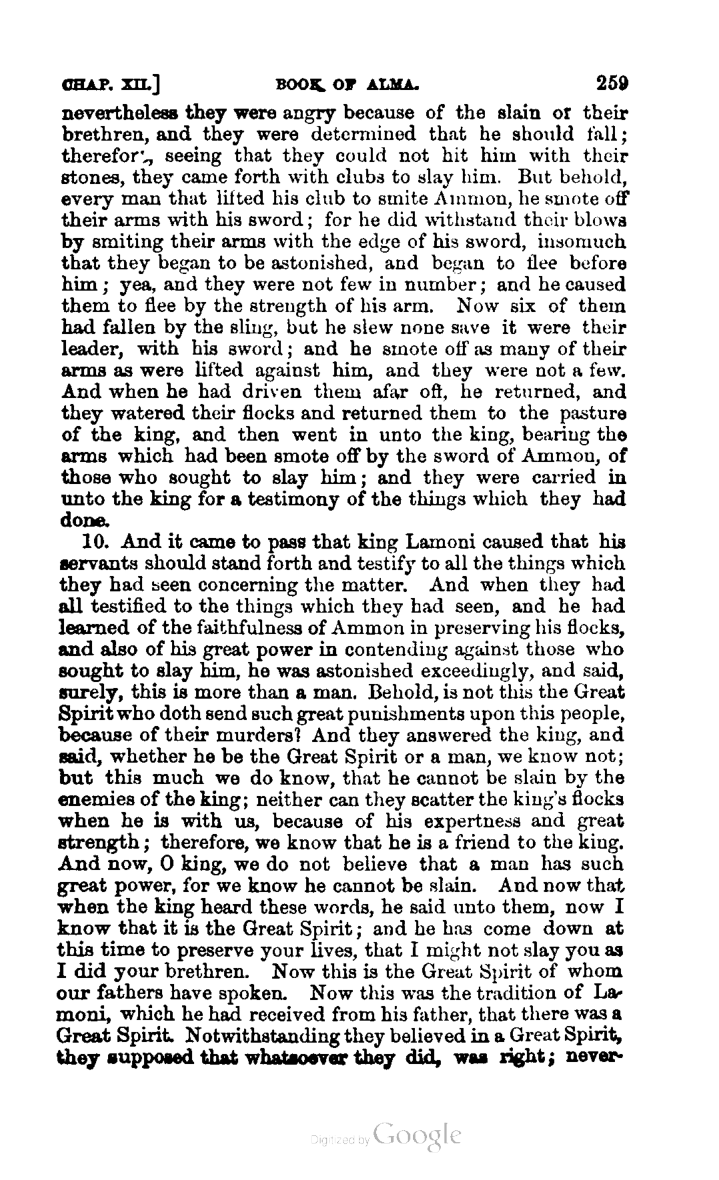 CHAP. XII.] BOOK OF ALMA. 259
nevertheless they were angry because of the slain of their
brethren, and they were determined that he should fall;
therefor', seeing that they could not hit him with their
stones, they came forth with clubs to slay him. But behold,
every man that lifted his club to smite Ammon, he smote off
their arms with his sword; for he did withstand their blows
by smiting their arms with the edge of his sword, insomuch
that they began to be astonished, and began to flee before
him; yea, and they were not few in number; and he caused
them to flee by the strength of his arm. Now six of them
had fallen by the sling, but he slew none save it were their
leader, with his sword; and he smote off as many of their
arms as were lifted against him, and they were not a few.
And when he had driven them afar off, he returned, and
they watered their flocks and returned them to the pasture
of the king, and then went in unto the king, bearing the
arms which had been smote off by the sword of Ammon, of
those who sought to slay him; and they were carried in
unto the king for a testimony of the things which they had
done.
10. And it came to pass that king Lamoni caused that his
servants should stand forth and testify to all the things which
they had seen concerning the matter. And when they had
all testified to the things which they had seen, and he had
learned of the faithfulness of Ammon in preserving his flocks,
and also of his great power in contending against those who
sought to slay him, he was astonished exceedingly, and said,
surely, this is more than a man. Behold, is not this the Great
Spirit who doth send such great punishments upon this people,
because of their murders? And they answered the king, and
said, whether he be the Great Spirit or a man, we know not;
but this much we do know, that he cannot be slain by the
enemies of the king; neither can they scatter the king's flocks
when he is with us, because of his expertness and great
strength; therefore, we know that he is a friend to the king.
And now, O king, we do not believe that a man has such
great power, for we know he cannot be slain. And now that
when the king heard these words, he said unto them, now I
know that it is the Great Spirit; and he has come down at
this time to preserve your lives, that I might not slay you as
I did your brethren. Now this is the Great Spirit of whom
our fathers have spoken. Now this was the tradition of La-
moni, which he had received from his father, that there was a
Great Spirit. Notwithstanding they believed in a Great Spirit,
they supposed that whatsoever they did, was right; never-
Digitized by Google